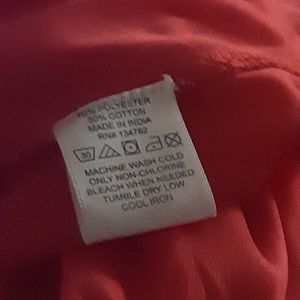 POLYESTER
COTTON
MADE IN INDIA
RN# 134782
30
MACHINE WASH COLD
ONLY NON-CHLORINE
BLEACH WHEN NEEDED
TUMBLE DRY LOW
COOL IRON